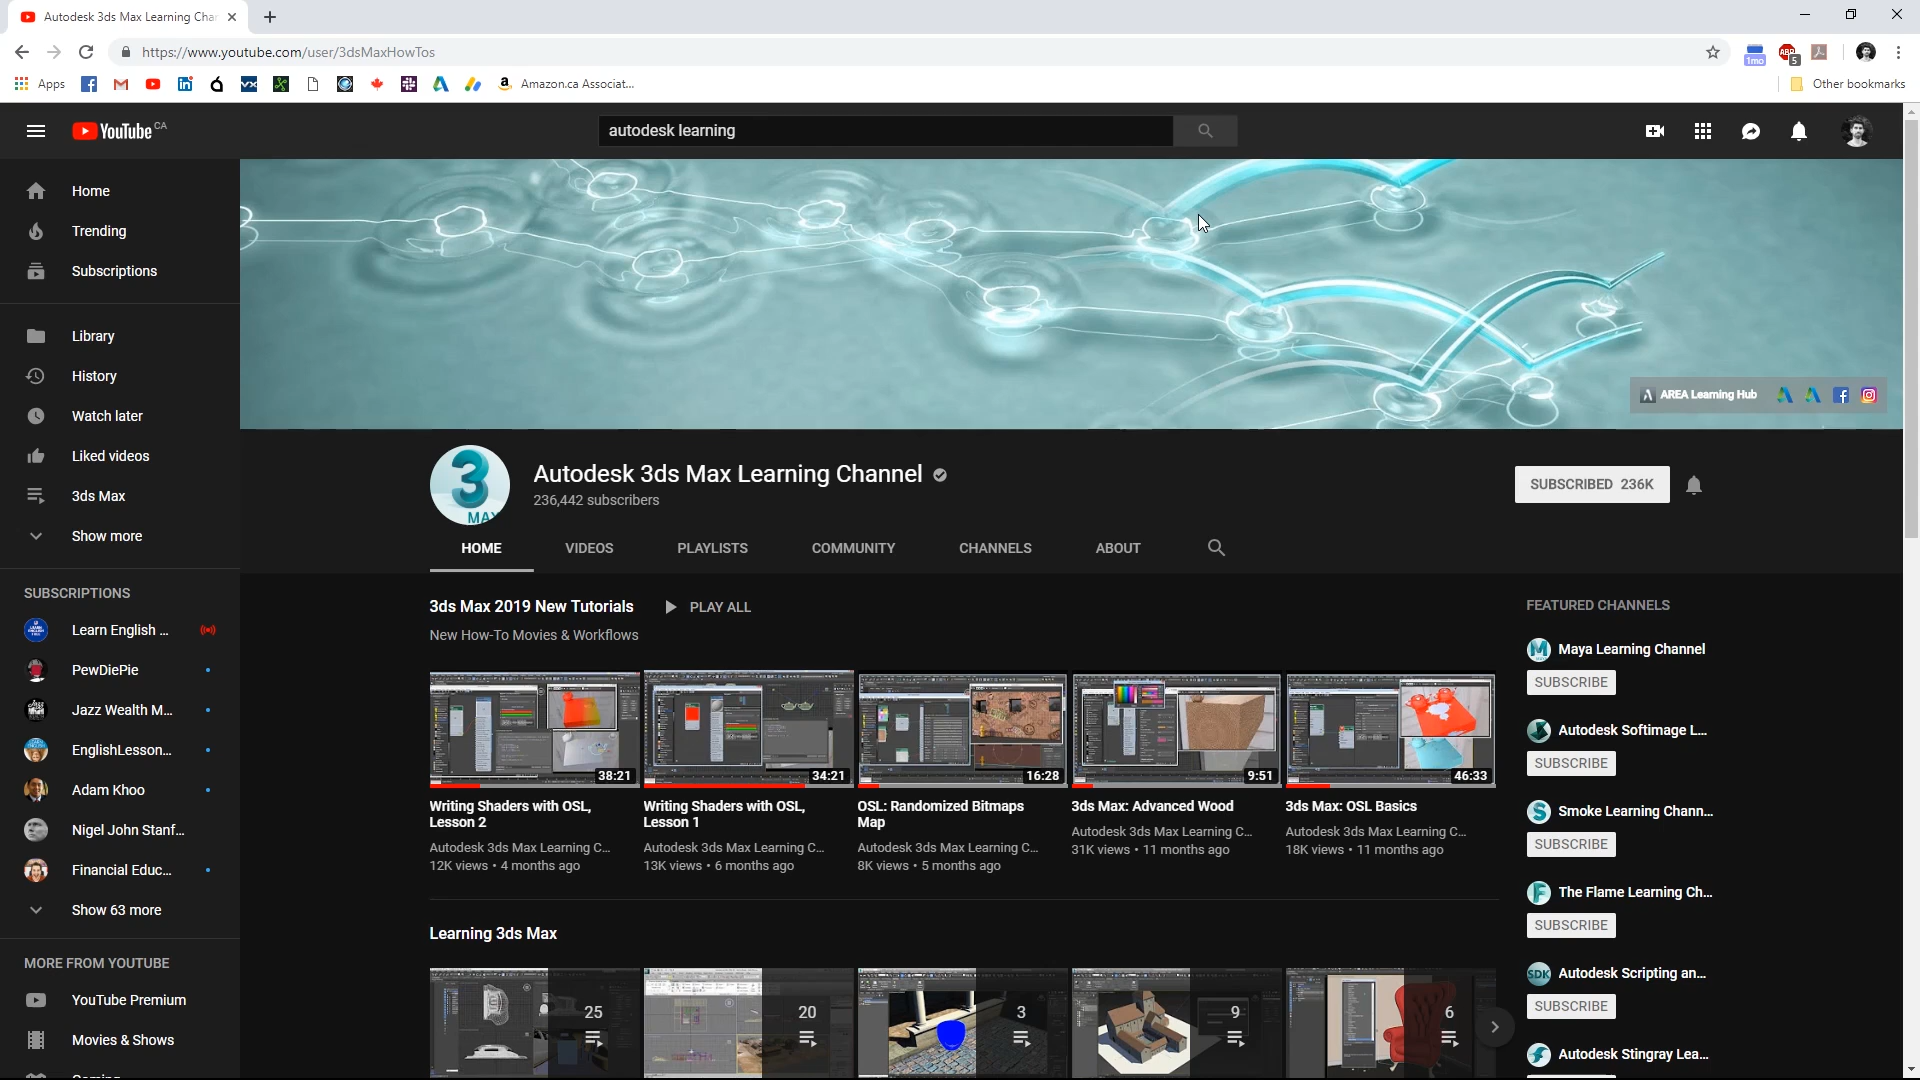 Autodesk 3ds Max Learning Cha
https://www.youtube.com/user/3dsMaxHowTos
1mo
ABP
5
Apps
Amazon.ca Associat...
Other bookmarks
YouTube CA
autodesk learning
Home
Trending
Subscriptions
Library
History
Watch later
Liked videos
3ds Max
Show more
SUBSCRIPTIONS
Learn English ...
PewDiePie
Jazz Wealth M...
EnglishLesson...
Adam Khoo
Nigel John Stanf...
Financial Educ...
Show 63 more
MORE FROM YOUTUBE
YouTube Premium
Movies & Shows
AREA Learning Hub
3
MAX
Autodesk 3ds Max Learning Channel
236,442 subscribers
SUBSCRIBED 236K
HOME
VIDEOS
PLAYLISTS
COMMUNITY
CHANNELS
ABOUT
3ds Max 2019 New Tutorials
PLAY ALL
New How-To Movies & Workflows
38:21
34:21
16:28
9:51
46:33
Writing Shaders with OSL,
Lesson 2
Autodesk 3ds Max Learning C...
12K views • 4 months ago
Writing Shaders with OSL,
Lesson 1
Autodesk 3ds Max Learning C...
13K views • 6 months ago
OSL: Randomized Bitmaps
Map
Autodesk 3ds Max Learning C...
8K views • 5 months ago
3ds Max: Advanced Wood
Autodesk 3ds Max Learning C...
31K views • 11 months ago
3ds Max: OSL Basics
Autodesk 3ds Max Learning C...
18K views • 11 months ago
Learning 3ds Max
25
20
3
9
6
FEATURED CHANNELS
Maya Learning Channel
SUBSCRIBE
Autodesk Softimage L...
SUBSCRIBE
Smoke Learning Chann...
SUBSCRIBE
The Flame Learning Ch...
SUBSCRIBE
SDK
Autodesk Scripting an...
SUBSCRIBE
Autodesk Stingray Lea...